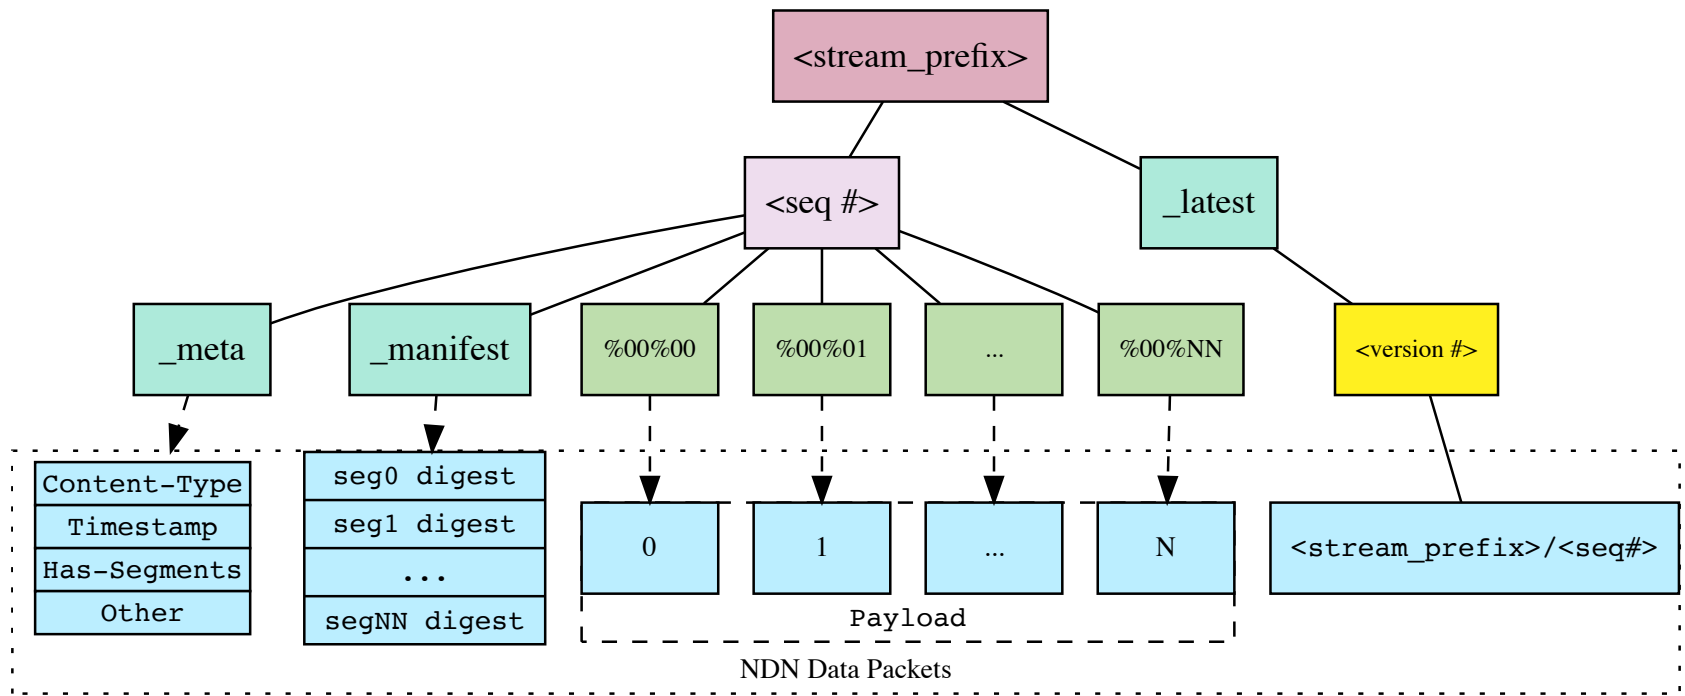 <stream_prefix>
<seq #>
_latest
_meta
_manifest
%00%00
%00%01
...
%00%NN
<version #>
Content-Type
Timestamp
Has-Segments
Other
seg0 digest
seg1 digest
...
segNN digest
0
1
...
N
Payload
<stream_prefix>/<seq#>
NDN Data Packets